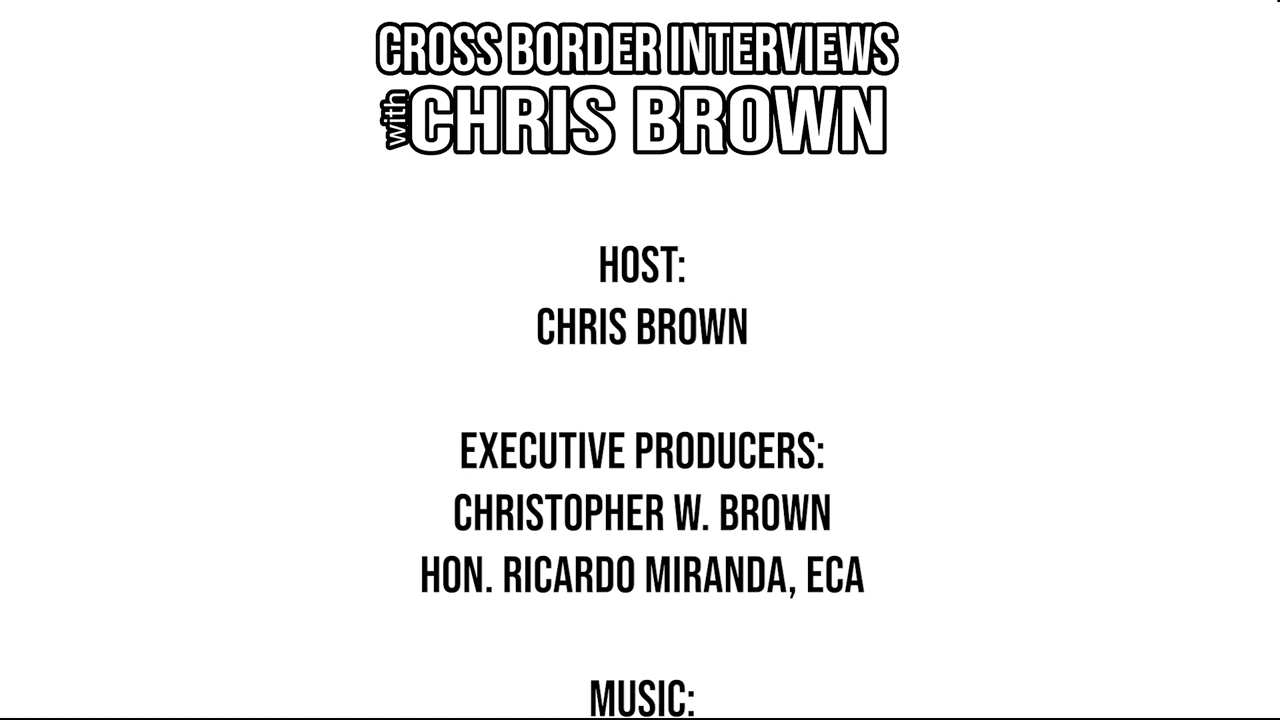 CROSS BORDER INTERVIEWS
with CHRIS BROWN
HOST:
CHRIS BROWN
EXECUTIVE PRODUCERS:
CHRISTOPHER W. BROWN
HON. RICARDO MIRANDA, ECA
MUSIC: